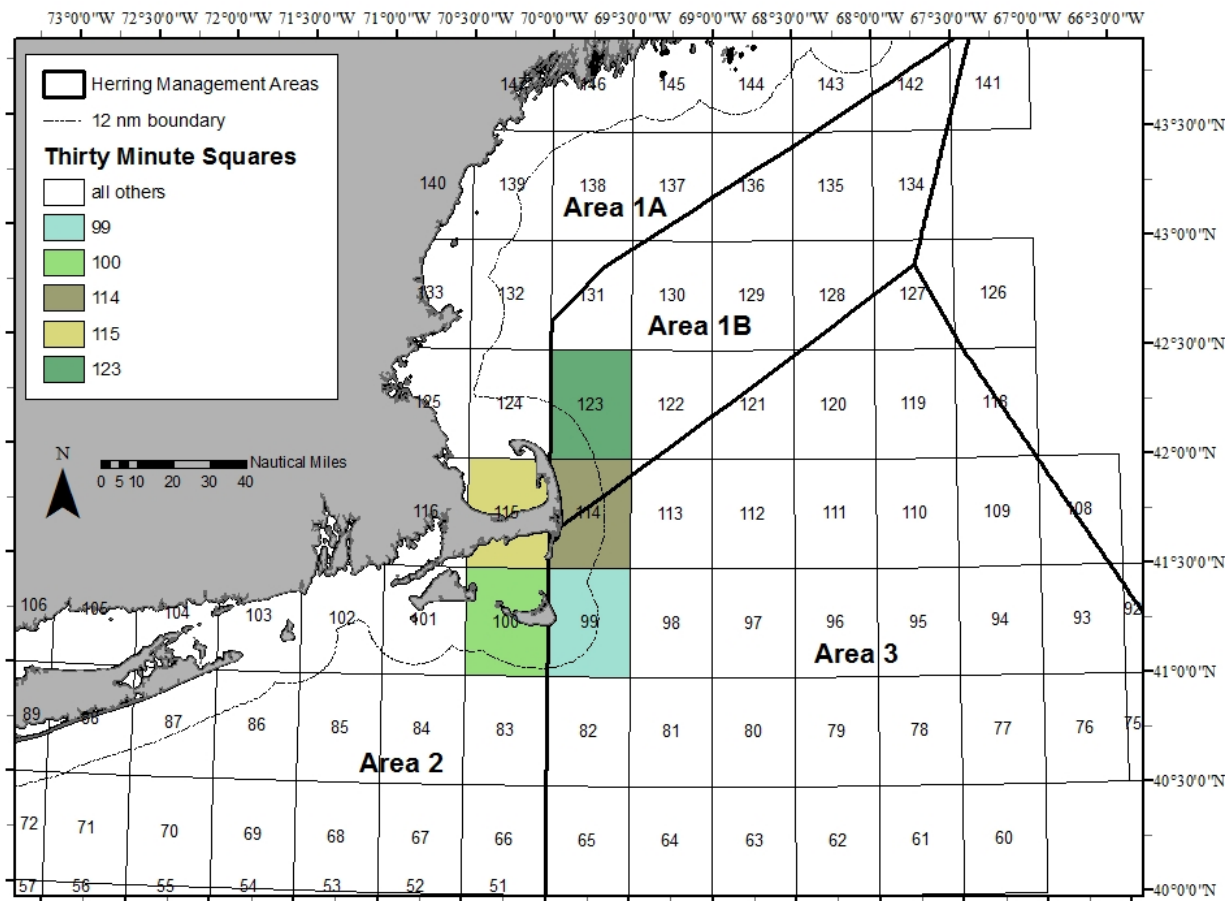 73°0'0"W 72°30'0"W 72°0'0"W 71°30'0"W 71°0'0"W 70°30'0"W 70°0'0"W 69°30'0"W 69°0'0"W 68°30'0"W 68°0'0"W 67°30'0"W 67°0'0"W 66°30'0"W
Herring Management Areas
12 nm boundary
Thirty Minute Squares
all others
99
100
114
115
123
147 146 145 144 143 142 141
43°30'0"N
140 139 138 137 136 135 134
Area 1A
43°0'0"N
133 132 131 130 129 128 127 126
Area 1B
42°30'0"N
125 124 123 122 121 120 119 118
42°0'0"N
N
Nautical Miles
0 5 10 20 30 40
116 115 114 113 112 111 110 109 108
41°30'0"N
106 105 104 103 102 101 100 99 98 97 96 95 94 93 92
Area 3
41°0'0"N
89 88 87 86 85 84 83 82 81 80 79 78 77 76 75
Area 2
40°30'0"N
72 71 70 69 68 67 66 65 64 63 62 61 60
57 56 55 54 53 52 51
40°0'0"N